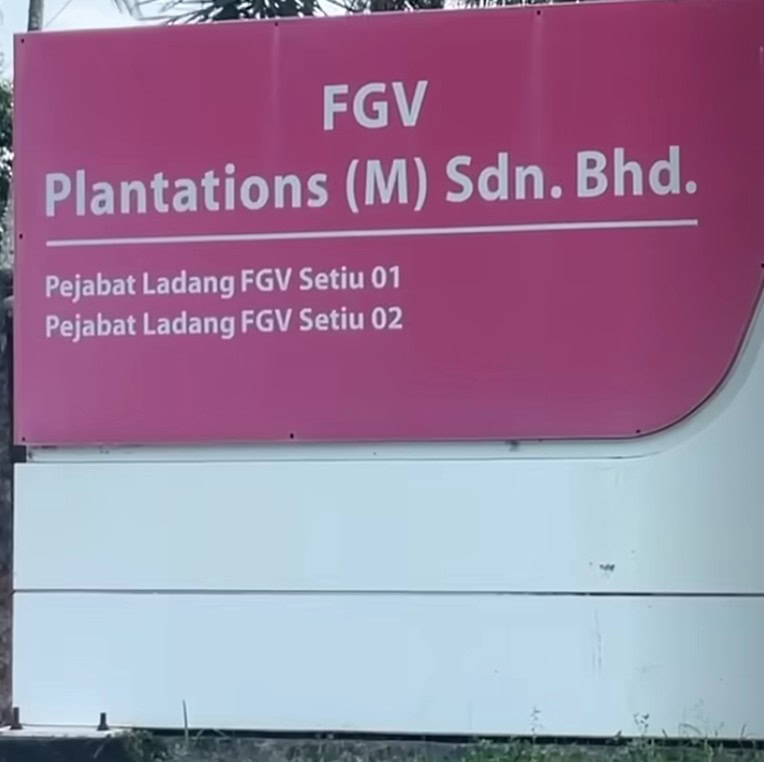 FGV
Plantations (M) Sdn. Bhd.
Pejabat Ladang FGV Setiu 01
Pejabat Ladang FGV Setiu 02